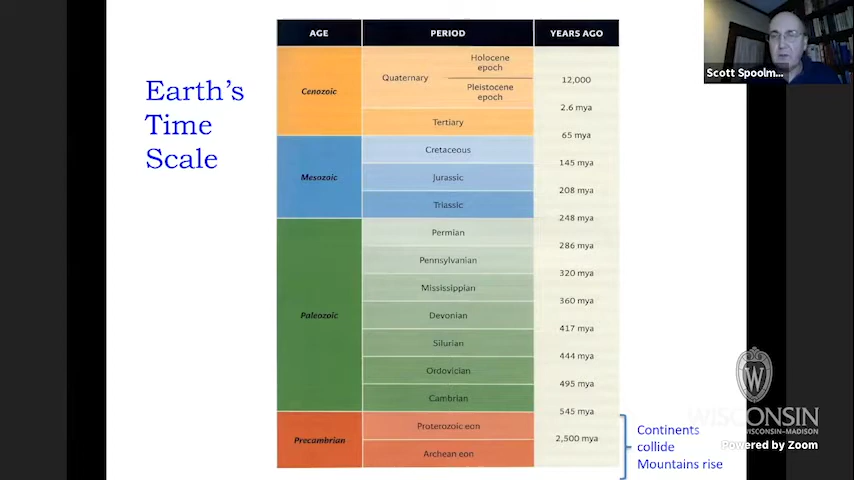 Earth's
Time
Scale
AGE PERIOD YEARS AGO
Cenozoic
Quaternary
Holocene
epoch
12,000
Pleistocene
epoch
2.6 mya
Tertiary
65 mya
Mesozoic
Cretaceous
145 mya
Jurassic
208 mya
Triassic
248 mya
Paleozoic
Permian
286 mya
Pennsylvanian
320 mya
Mississippian
360 mya
Devonian
417 mya
Silurian
444 mya
Ordovician
495 mya
Cambrian
545 mya
Precambrian
Proterozoic eon
2,500 mya
Archean eon
Continents
collide
Mountains rise
Scott Spoolm...
W
WISCONSIN
WISCONSIN–MADISON
Powered by Zoom